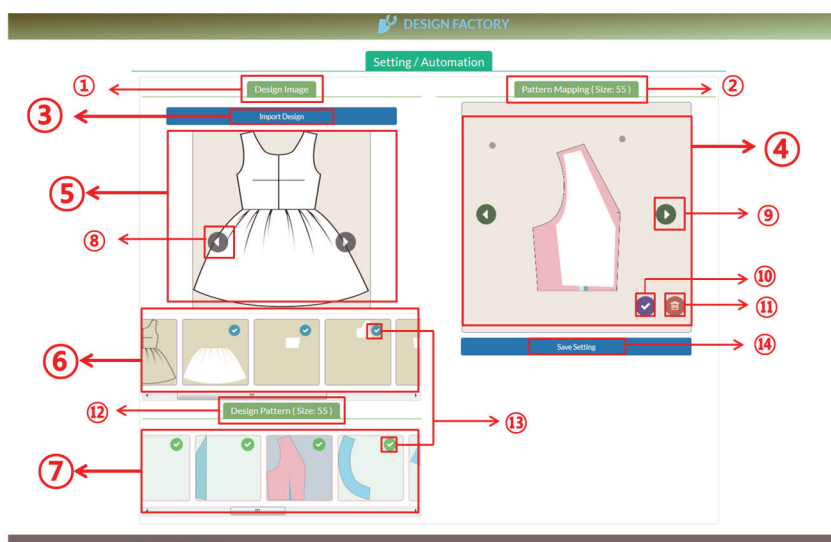 DESIGN FACTORY
Setting / Automation
① Design Image
Pattern Mapping ( Size: 55 ) ②
③ Import Design
④
⑤
⑧
⑨
⑩
⑪
⑥
Save Setting ⑭
⑫ Design Pattern ( Size: 55 )
⑬
⑦